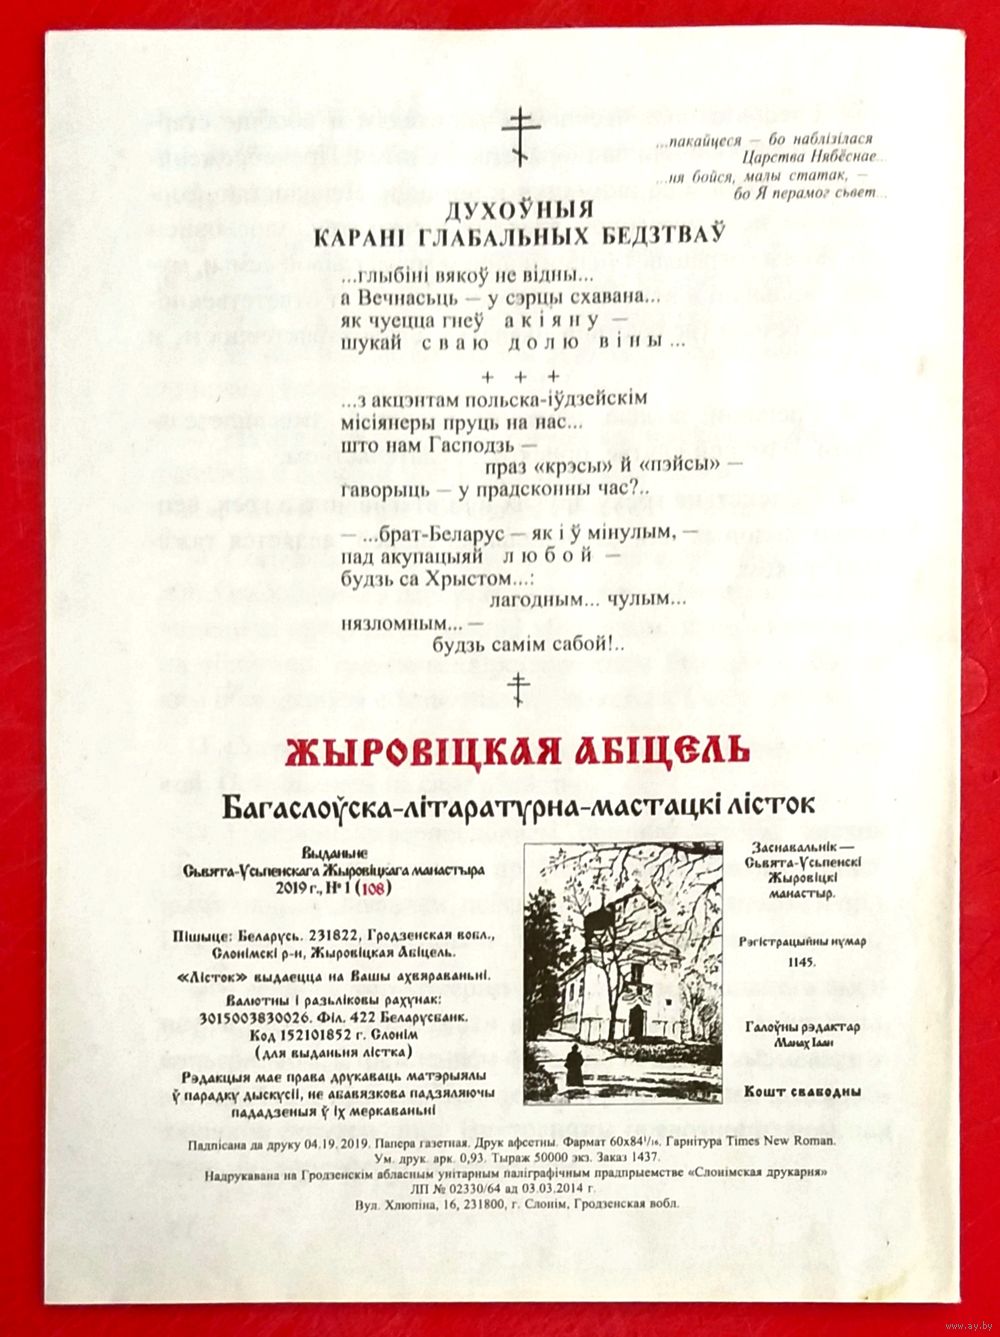 ...пакайцеся — бо наблізілася
Царства Нябёснае...
...ня бойся, малы статак, —
бо Я перамог сьвет...
ДУХОЎНЫЯ
КАРАНІ ГЛАБАЛЬНЫХ БЕДЗТВАЎ
...глыбіні вякоў не відны...
а Вечнасьць — у сэрцы схавана...
як чуецца гнеў акіяну —
шукай сваю долю віны...
+ + +
...з акцэнтам польска-іўдзейскім
місіянеры пруць на нас...
што нам Гасподзь —
праз «крэсы» й «пэйсы» —
гаворыць — у прадсконны час?..
— ...брат-Беларус — як і ў мінулым, —
пад акупацыяй любой —
будзь са Хрыстом...:
лагодным... чулым...
нязломным... —
будзь самім сабой!..
ЖЫРОВІЦКАЯ АБІЦЕЛЬ
Багаслоўска-літаратурна-мастацкі лісток
Выданьне
Сьвята-Усьпенскага Жыровіцкага манастыра
2019 г., № 1 (108)
Пішыце: Беларусь. 231822, Гродзенская вобл.,
Слонімскі р-н, Жыровіцкая Абіцель.
«Лісток» выдаецца на Вашы ахвяраваньні.
Валютны і разьліковы рахунак:
3015003830026. Філ. 422 Беларусбанк.
Код 152101852 г. Слонім
(для выданьня лістка)
Рэдакцыя мае права друкаваць матэрыялы
ў парадку дыскусіі, не абавязкова падзяляючы
пададзеныя ў іх меркаваньні
Заснавальнік —
Сьвята-Усьпенскі
Жыровіцкі
манастыр.
Рэгістрацыйны нумар
1145.
Галоўны рэдактар
Манах Іаан
Кошт свабодны
Падпісана да друку 04.19.2019. Папера газетная. Друк афсетны. Фармат 60х84¹/₁₆. Гарнітура Times New Roman.
Ум. друк. арк. 0,93. Тыраж 50000 экз. Заказ 1437.
Надрукавана на Гродзенскім абласным унітарным паліграфічным прадпрыемстве «Слонімская друкарня»
ЛП № 02330/64 ад 03.03.2014 г.
Вул. Хлюпіна, 16, 231800, г. Слонім, Гродзенская вобл.
www.ay.by